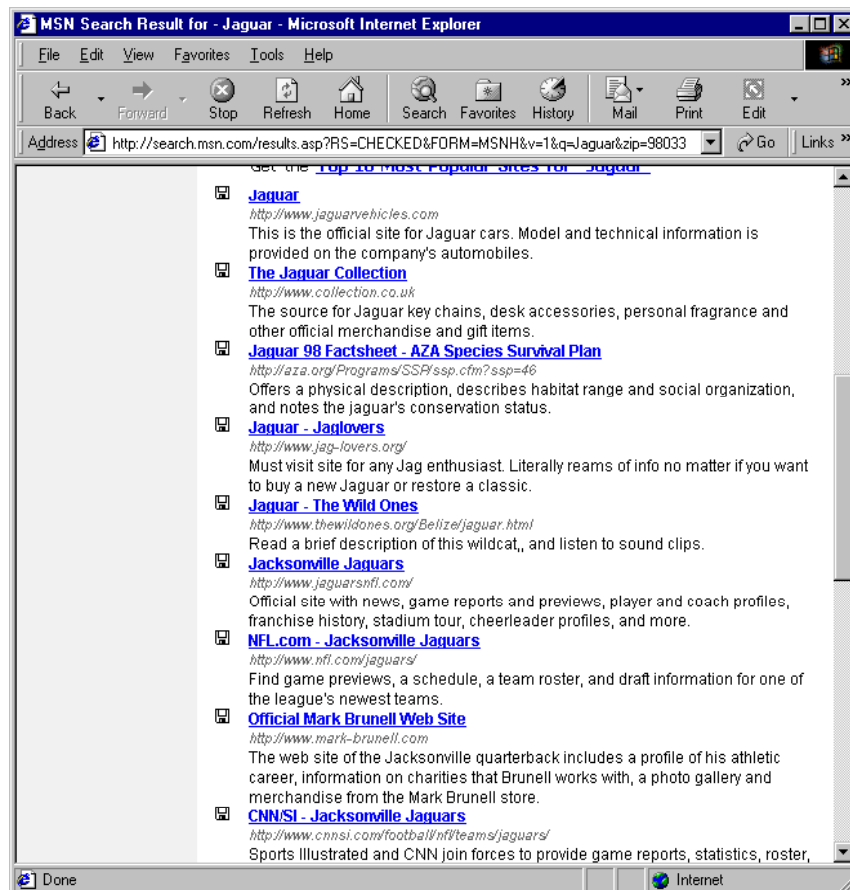 MSN Search Result for - Jaguar - Microsoft Internet Explorer
File Edit View Favorites Tools Help
Back Forward Stop Refresh Home Search Favorites History Mail Print Edit »
Address http://search.msn.com/results.asp?RS=CHECKED&FORM=MSNH&v=1&q=Jaguar&zip=98033 Go Links »
Get the Top 10 Most Popular Sites for "Jaguar"
Jaguar
http://www.jaguarvehicles.com
This is the official site for Jaguar cars. Model and technical information is
provided on the company's automobiles.
The Jaguar Collection
http://www.collection.co.uk
The source for Jaguar key chains, desk accessories, personal fragrance and
other official merchandise and gift items.
Jaguar 98 Factsheet - AZA Species Survival Plan
http://aza.org/Programs/SSP/ssp.cfm?ssp=46
Offers a physical description, describes habitat range and social organization,
and notes the jaguar's conservation status.
Jaguar - Jaglovers
http://www.jag-lovers.org/
Must visit site for any Jag enthusiast. Literally reams of info no matter if you want
to buy a new Jaguar or restore a classic.
Jaguar - The Wild Ones
http://www.thewildones.org/Belize/jaguar.html
Read a brief description of this wildcat,, and listen to sound clips.
Jacksonville Jaguars
http://www.jaguarsnfl.com/
Official site with news, game reports and previews, player and coach profiles,
franchise history, stadium tour, cheerleader profiles, and more.
NFL.com - Jacksonville Jaguars
http://www.nfl.com/jaguars/
Find game previews, a schedule, a team roster, and draft information for one of
the league's newest teams.
Official Mark Brunell Web Site
http://www.mark-brunell.com
The web site of the Jacksonville quarterback includes a profile of his athletic
career, information on charities that Brunell works with, a photo gallery and
merchandise from the Mark Brunell store.
CNN/SI - Jacksonville Jaguars
http://www.cnnsi.com/football/nfl/teams/jaguars/
Sports Illustrated and CNN join forces to provide game reports, statistics, roster,
Done Internet